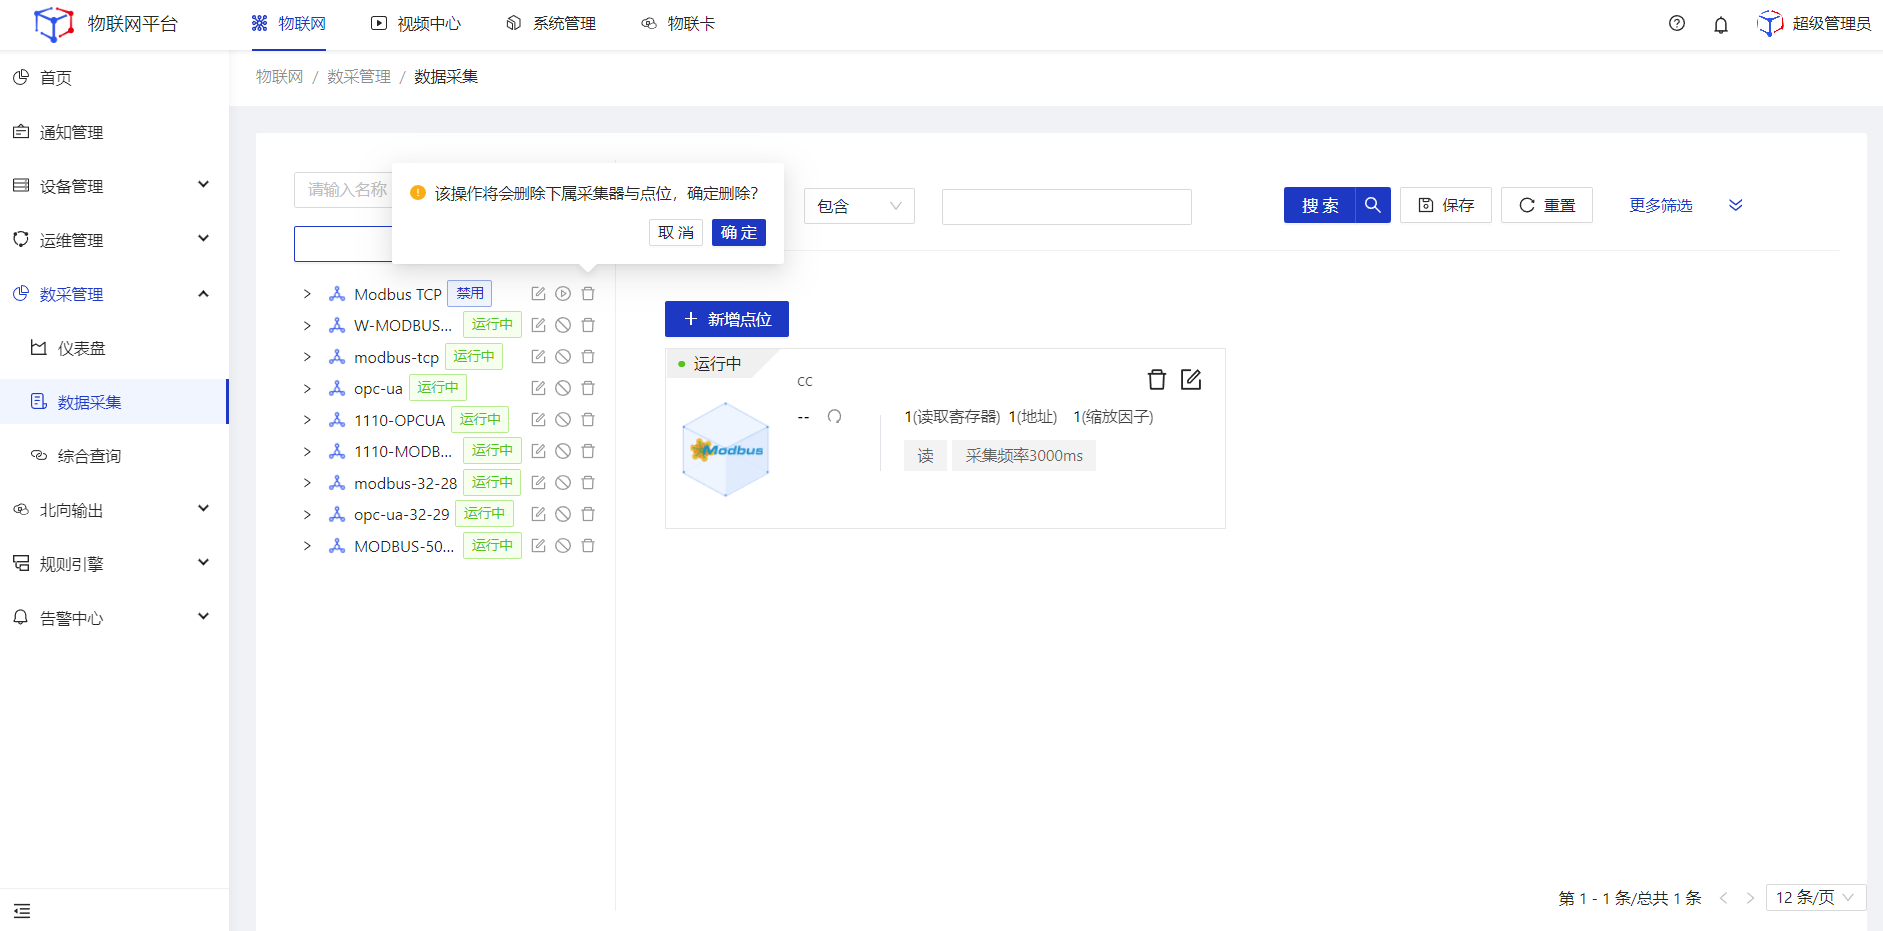 物联网平台
物联网
视频中心
系统管理
物联卡
超级管理员
首页
通知管理
设备管理
运维管理
数采管理
仪表盘
数据采集
综合查询
北向输出
规则引擎
告警中心
物联网 / 数采管理 / 数据采集
请输入名称
该操作将会删除下属采集器与点位，确定删除？
取 消
确 定
Modbus TCP 禁用
W-MODBUS... 运行中
modbus-tcp 运行中
opc-ua 运行中
1110-OPCUA 运行中
1110-MODB... 运行中
modbus-32-28 运行中
opc-ua-32-29 运行中
MODBUS-50... 运行中
包含
搜 索
保存
重置
更多筛选
新增点位
运行中
cc
Modbus
--
1(读取寄存器) 1(地址) 1(缩放因子)
读
采集频率3000ms
第 1 - 1 条/总共 1 条
12 条/页